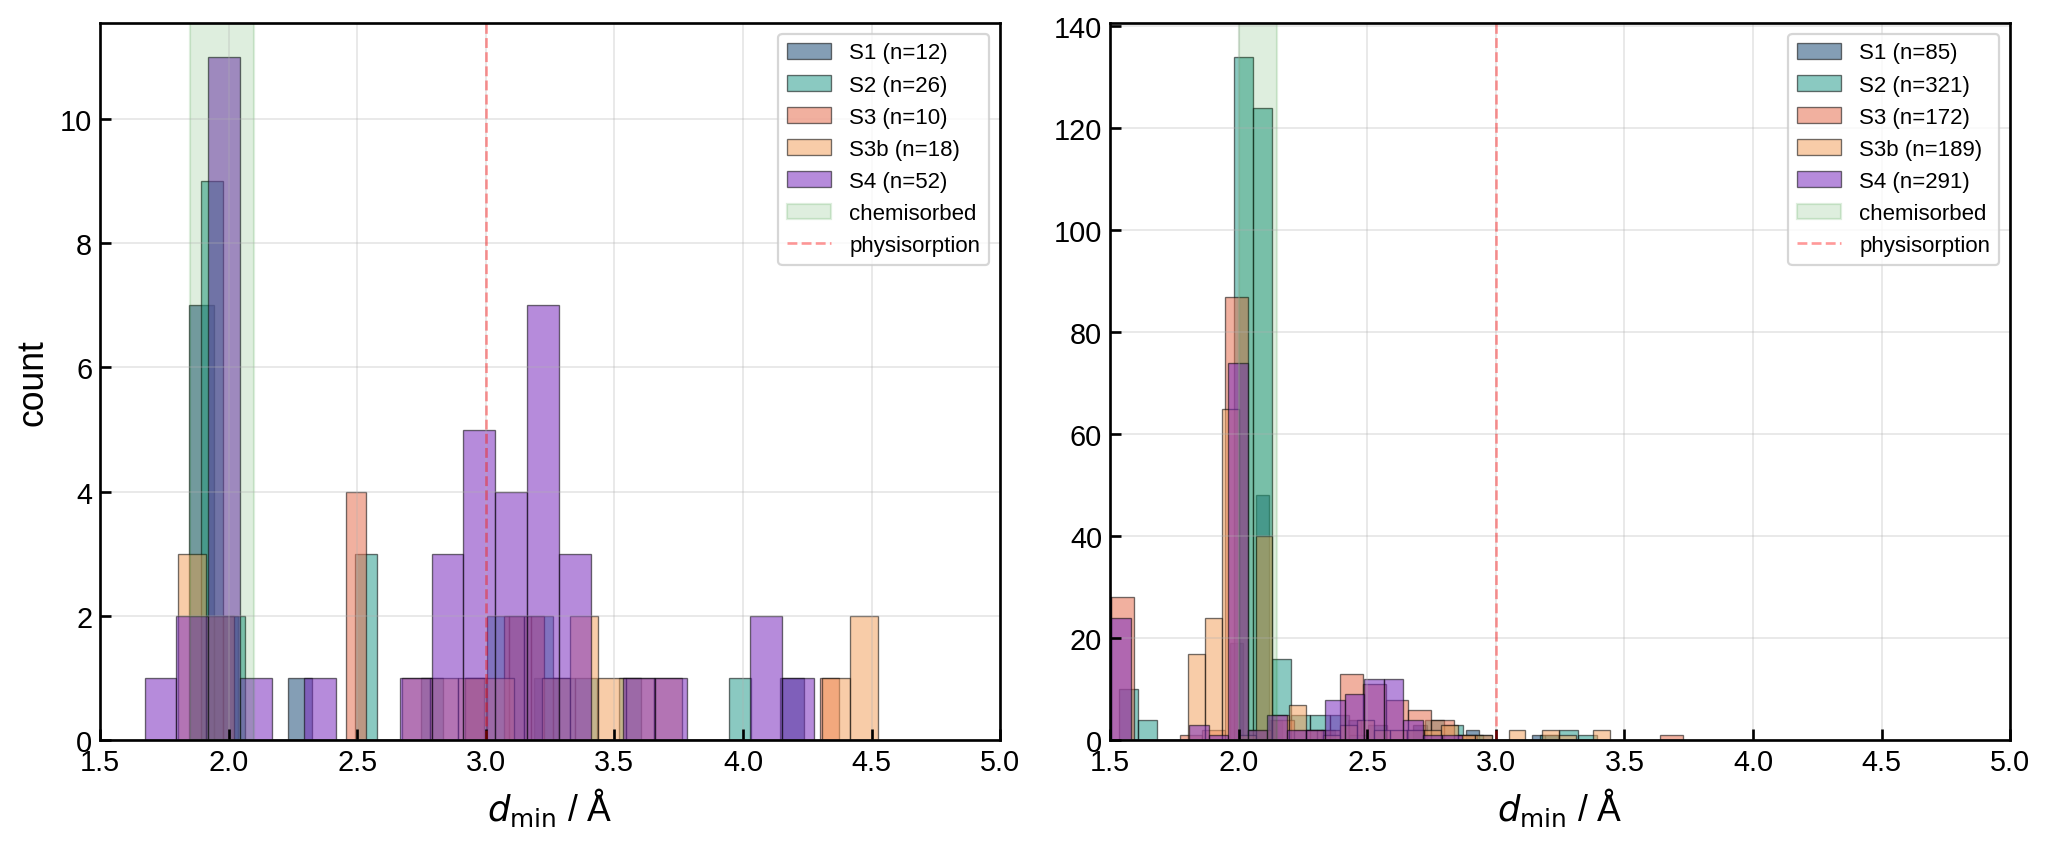 count
10
8
6
4
2
0
1.5 2.0 2.5 3.0 3.5 4.0 4.5 5.0
d_min / Å
S1 (n=12)
S2 (n=26)
S3 (n=10)
S3b (n=18)
S4 (n=52)
chemisorbed
physisorption
140
120
100
80
60
40
20
0
1.5 2.0 2.5 3.0 3.5 4.0 4.5 5.0
d_min / Å
S1 (n=85)
S2 (n=321)
S3 (n=172)
S3b (n=189)
S4 (n=291)
chemisorbed
physisorption